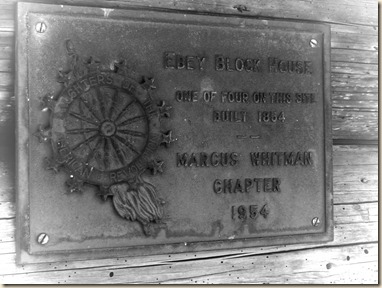 EBEY BLOCK HOUSE
ONE OF FOUR ON THIS SITE
BUILT 1854
MARCUS WHITMAN
CHAPTER
1954